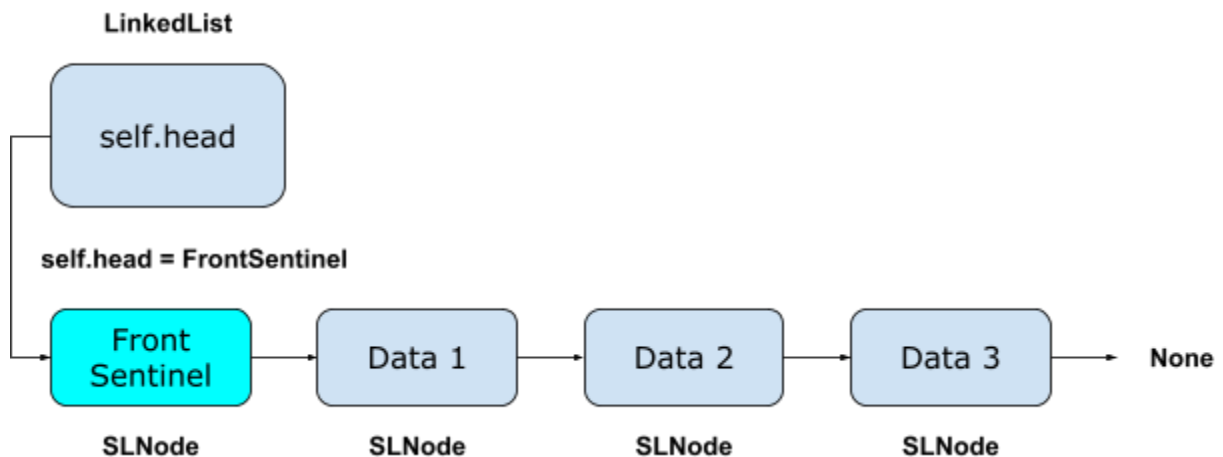 LinkedList
self.head
self.head = FrontSentinel
Front
Sentinel
Data 1
Data 2
Data 3
None
SLNode
SLNode
SLNode
SLNode